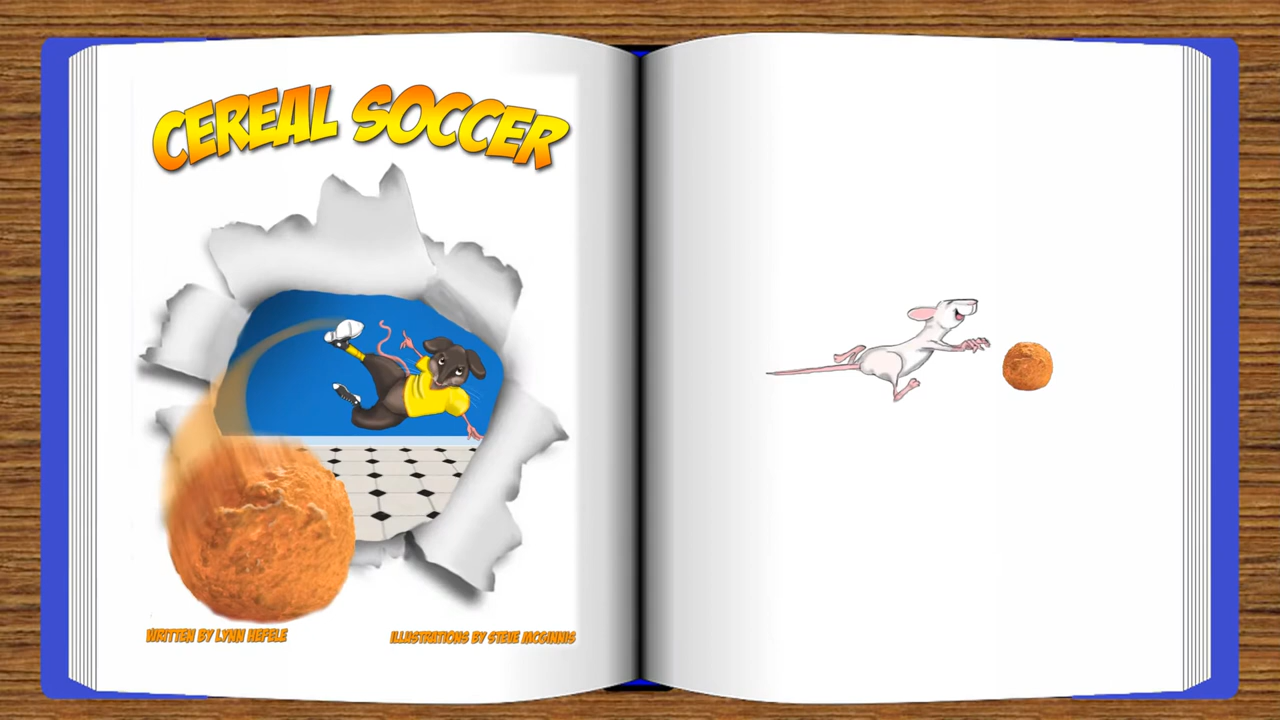 CEREAL SOCCER
WRITTEN BY LYNN HEFELE
ILLUSTRATIONS BY STEVE MCGINNIS